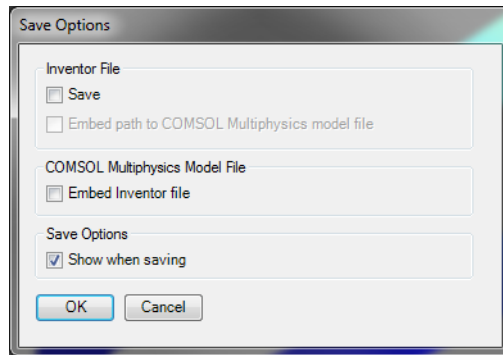 Save Options
Inventor File
Save
Embed path to COMSOL Multiphysics model file
COMSOL Multiphysics Model File
Embed Inventor file
Save Options
Show when saving
OK Cancel